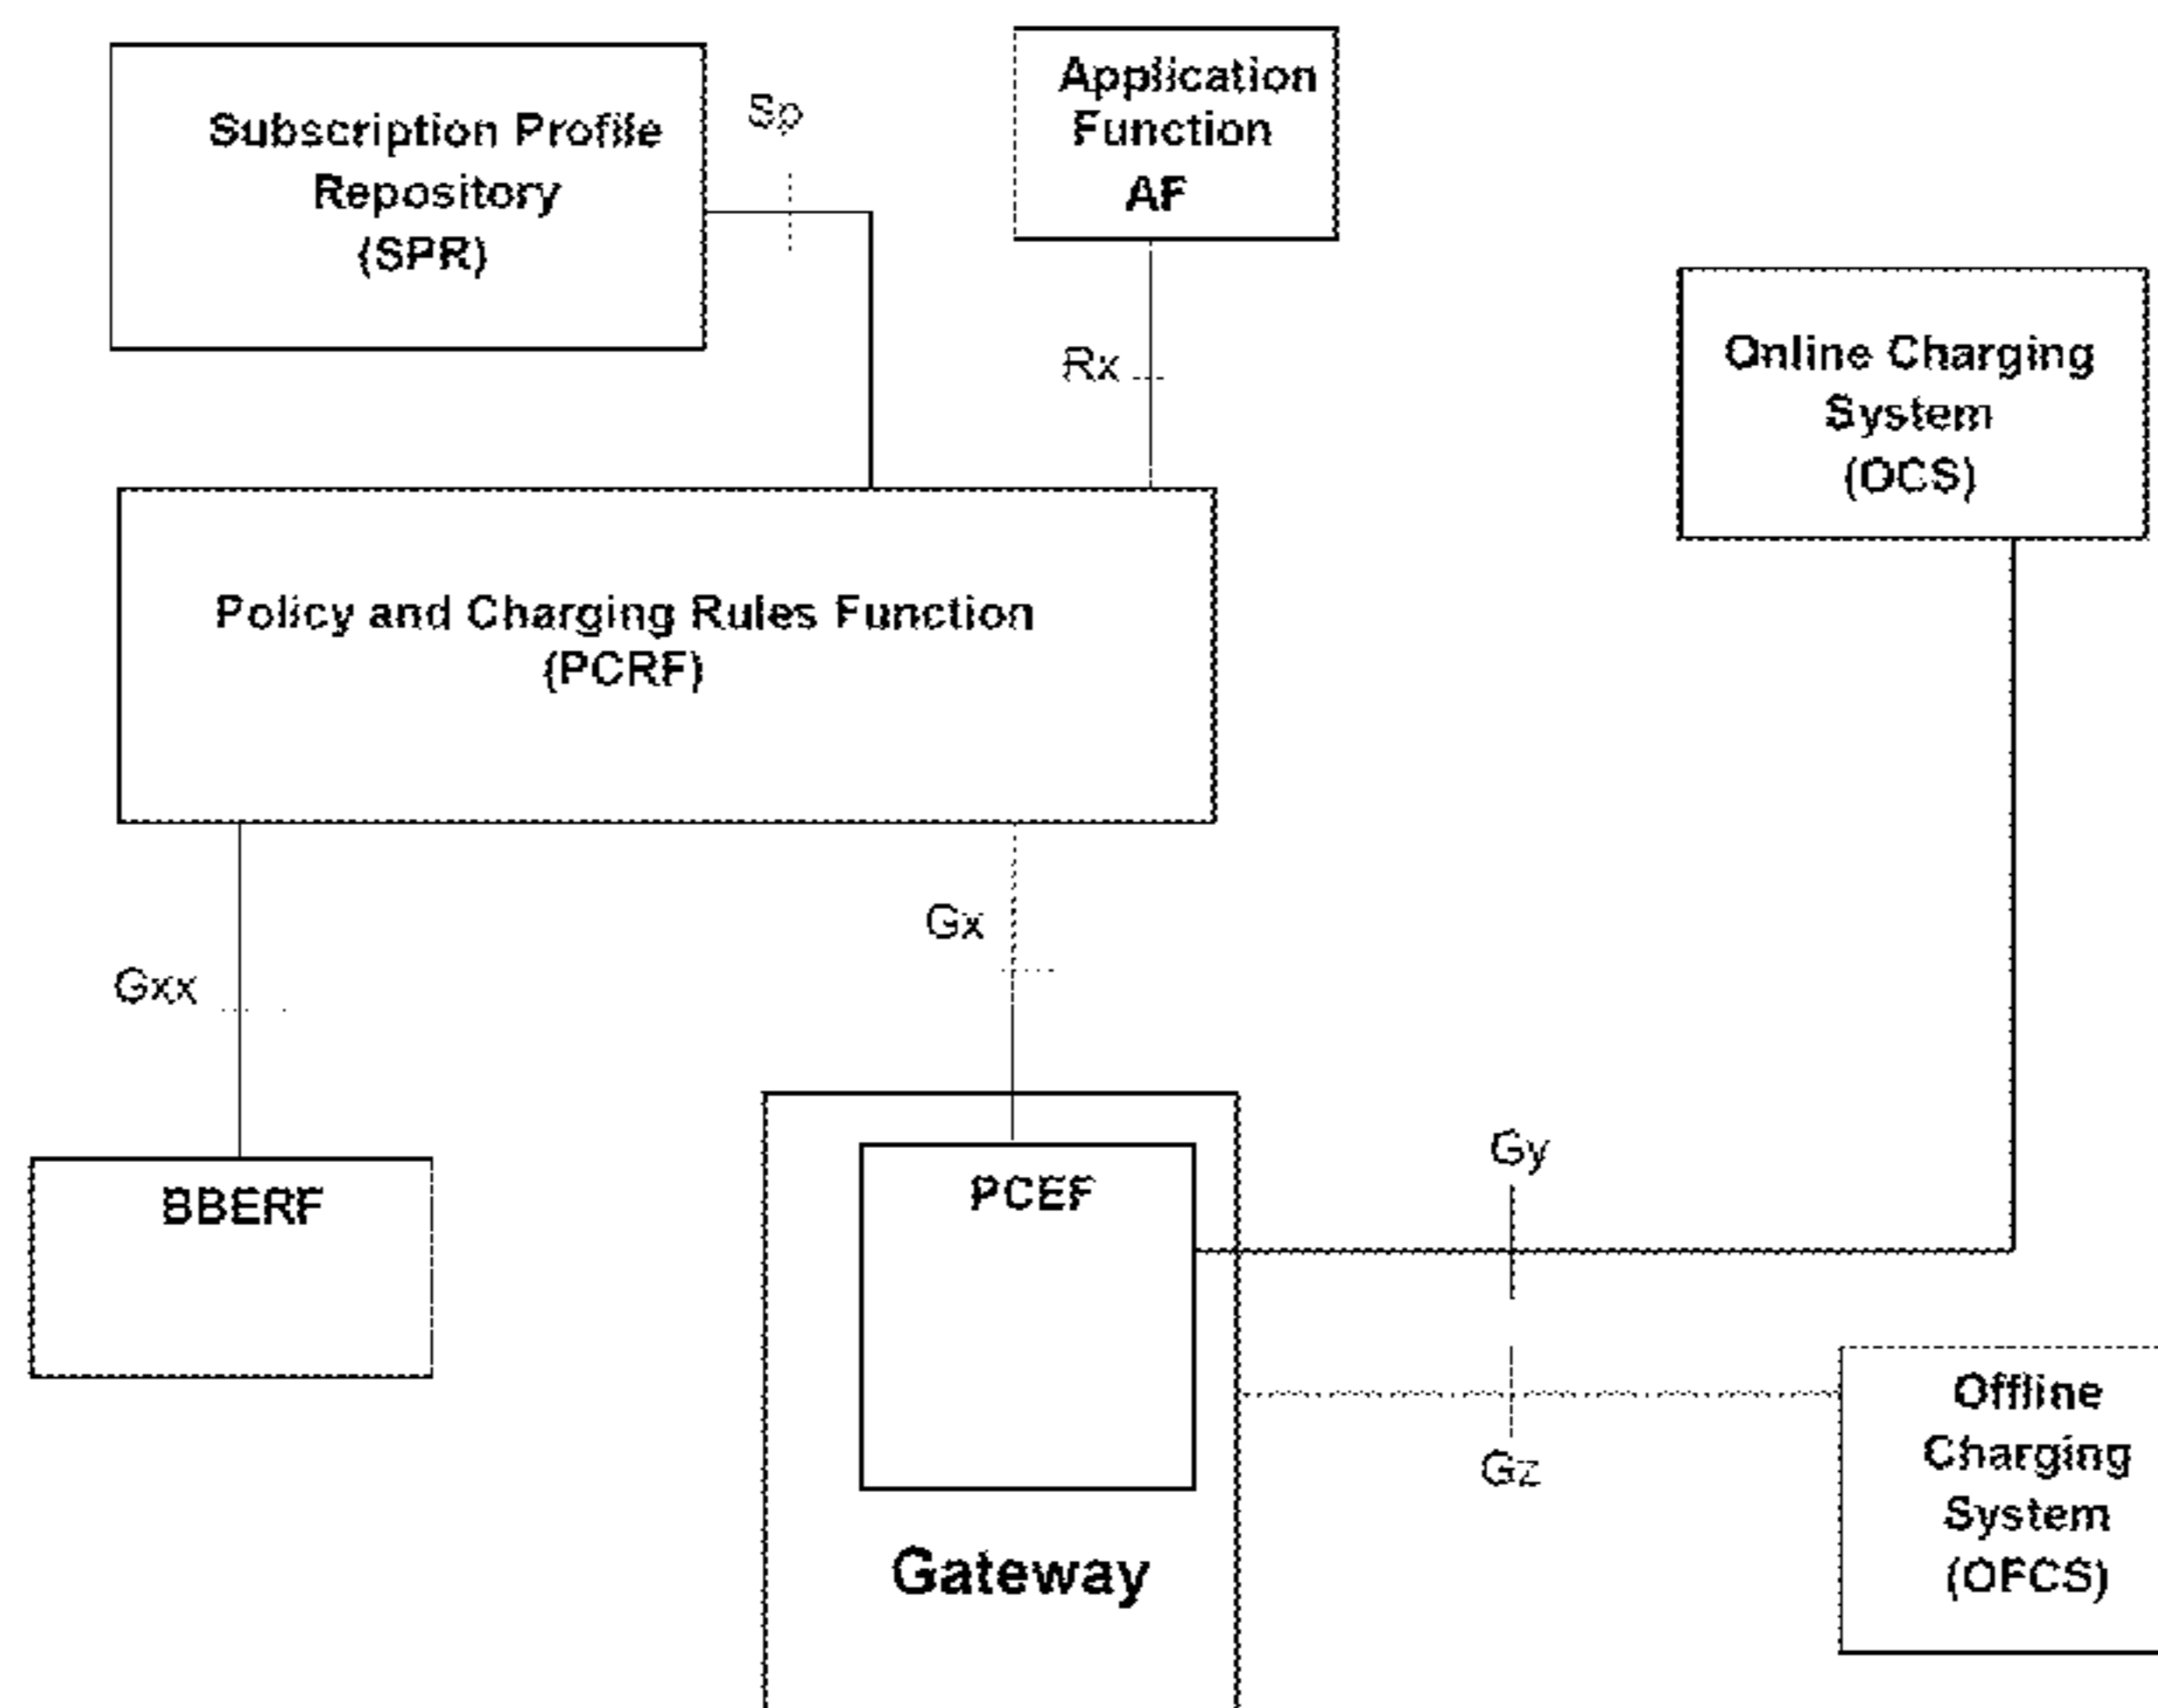 Subscription Profile
Repository
(SPR)
Sp
Application
Function
AF
Rx
Online Charging
System
(OCS)
Policy and Charging Rules Function
(PCRF)
Gxx
Gx
BBERF
PCEF
Gy
Gz
Gateway
Offline
Charging
System
(OFCS)